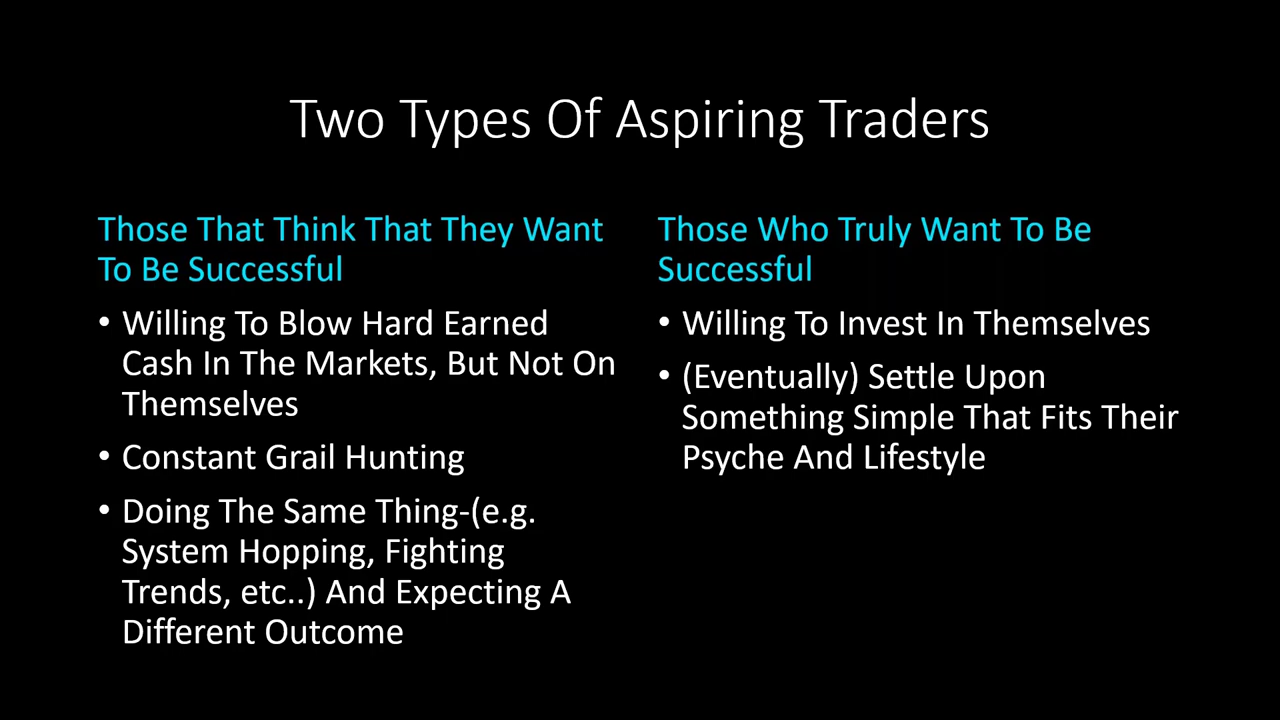 Two Types Of Aspiring Traders
Those That Think That They Want
To Be Successful
• Willing To Blow Hard Earned
Cash In The Markets, But Not On
Themselves
• Constant Grail Hunting
• Doing The Same Thing-(e.g.
System Hopping, Fighting
Trends, etc..) And Expecting A
Different Outcome
Those Who Truly Want To Be
Successful
• Willing To Invest In Themselves
• (Eventually) Settle Upon
Something Simple That Fits Their
Psyche And Lifestyle